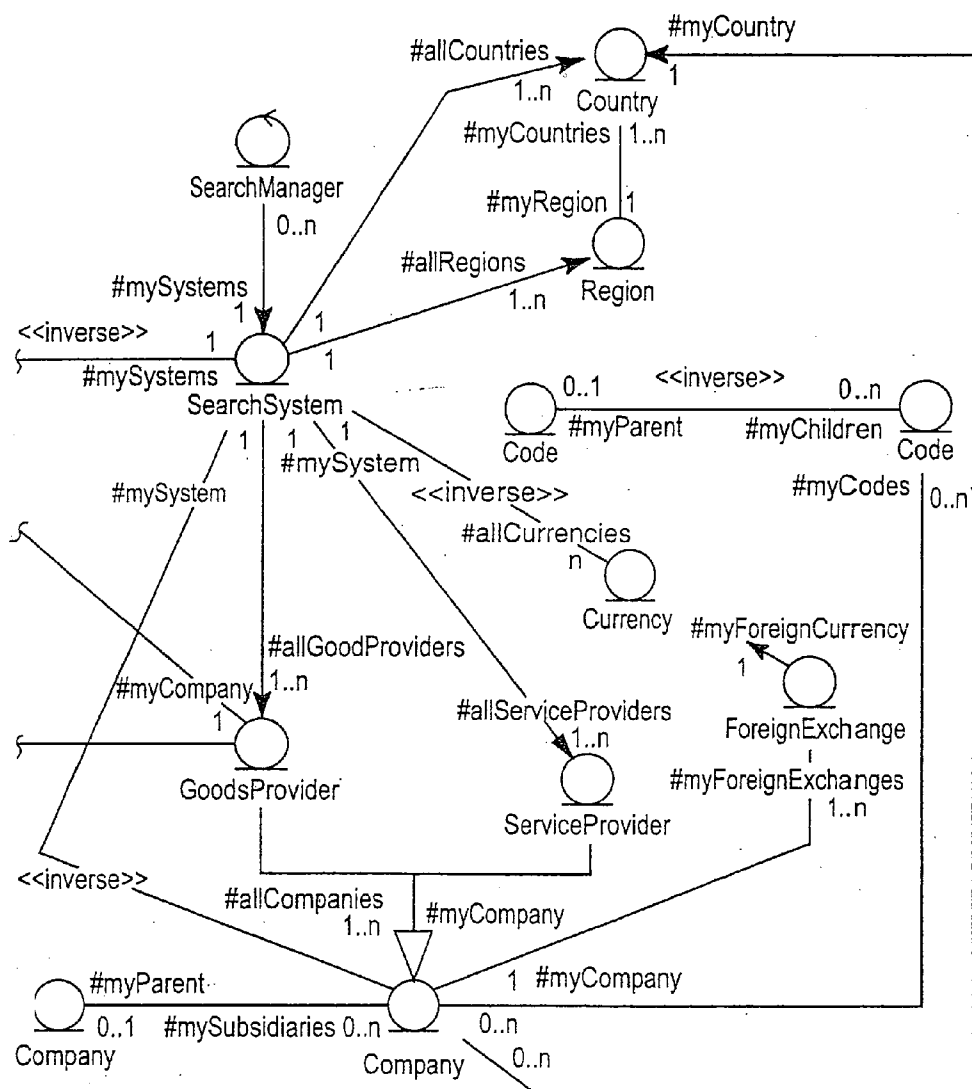 #myCountry
#allCountries
1
1..n
Country
#myCountries 1..n
SearchManager
0..n
#myRegion 1
#allRegions
Region
1..n
#mySystems
1
<<inverse>>
1
1
1
#mySystems
SearchSystem
<<inverse>>
0..1
0..n
#myParent
#myChildren
Code
Code
1
1
1
1
#mySystem
#mySystem
#myCodes
0..n
<<inverse>>
#allCurrencies
n
Currency
#myForeignCurrency
1
#allGoodProviders
1..n
#myCompany
1
#allServiceProviders
1..n
ForeignExchange
GoodsProvider
#myForeignExchanges
1..n
ServiceProvider
<<inverse>>
#allCompanies
1..n
#myCompany
#myParent
1 #myCompany
0..1
#mySubsidiaries 0..n
0..n
Company
Company
0..n